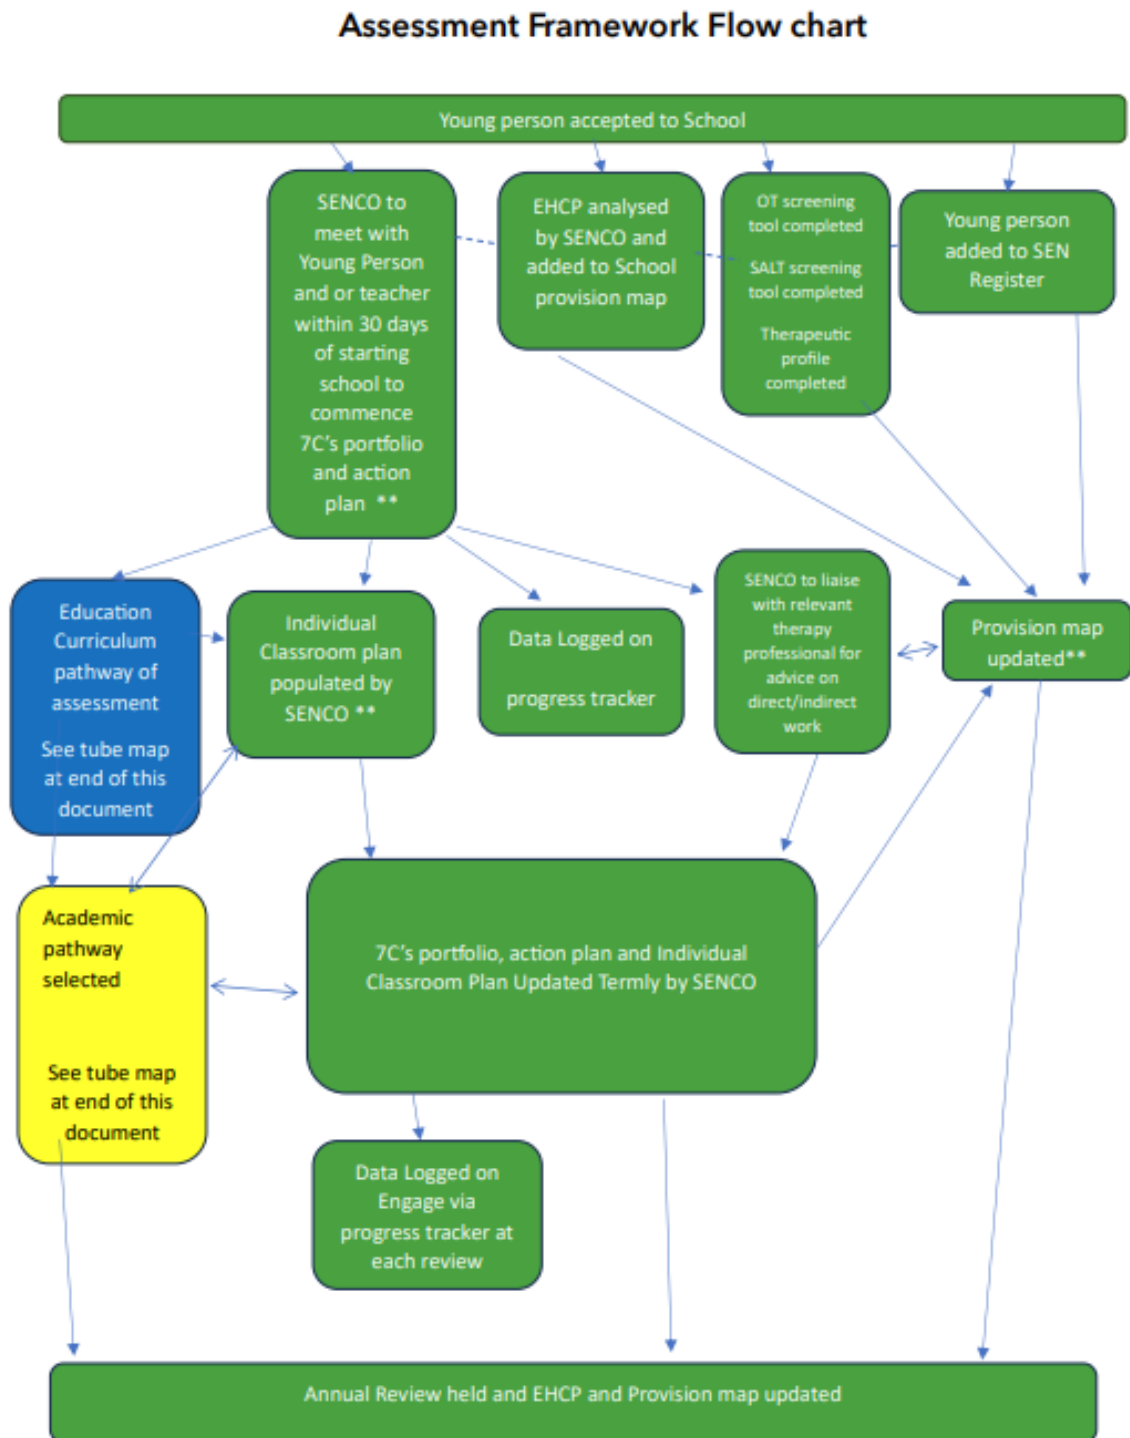 Assessment Framework Flow chart
Young person accepted to School
SENCO to
meet with
Young Person
and or teacher
within 30 days
of starting
school to
commence
7C's portfolio
and action
plan **
EHCP analysed
by SENCO and
added to School
provision map
OT screening
tool completed
SALT screening
tool completed
Therapeutic
profile
completed
Young person
added to SEN
Register
Education
Curriculum
pathway of
assessment
See tube map
at end of this
document
Individual
Classroom plan
populated by
SENCO **
Data Logged on
progress tracker
SENCO to liaise
with relevant
therapy
professional for
advice on
direct/indirect
work
Provision map
updated**
Academic
pathway
selected
See tube map
at end of this
document
7C's portfolio, action plan and Individual
Classroom Plan Updated Termly by SENCO
Data Logged on
Engage via
progress tracker at
each review
Annual Review held and EHCP and Provision map updated